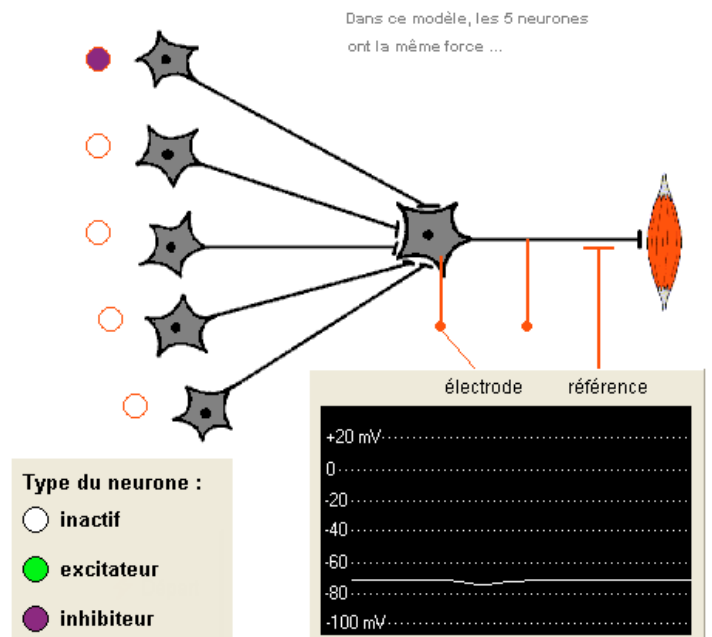 Dans ce modèle, les 5 neurones
ont la même force ...
électrode
référence
+20 mV
0
-20
-40
-60
-80
-100 mV
Type du neurone :
inactif
excitateur
inhibiteur